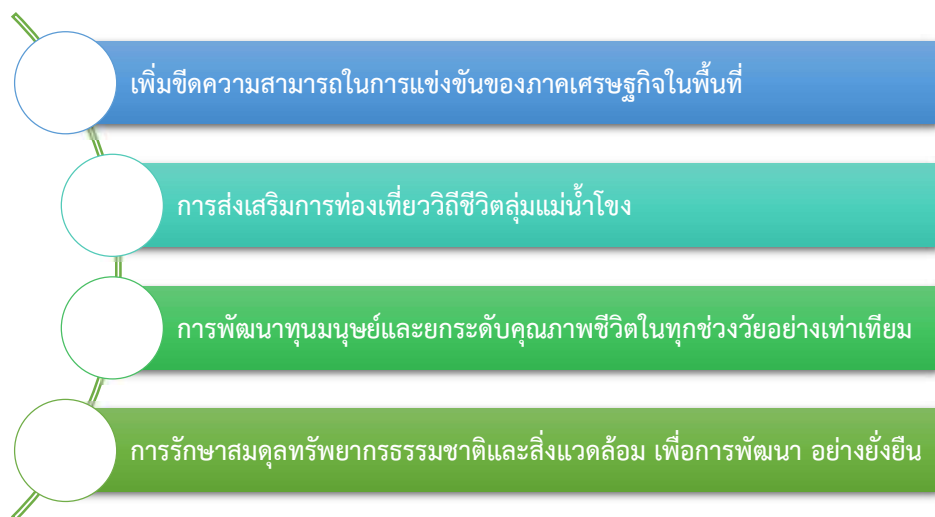 เพิ่มขีดความสามารถในการแข่งขันของภาคเศรษฐกิจในพื้นที่
การส่งเสริมการท่องเที่ยววิถีชีวิตลุ่มแม่น้ำโขง
การพัฒนาทุนมนุษย์และยกระดับคุณภาพชีวิตในทุกช่วงวัยอย่างเท่าเทียม
การรักษาสมดุลทรัพยากรธรรมชาติและสิ่งแวดล้อม เพื่อการพัฒนา อย่างยั่งยืน